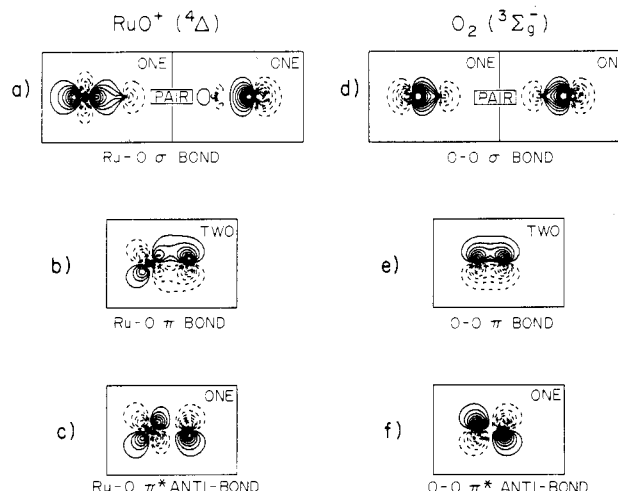 RuO⁺ (⁴Δ)
O₂ (³Σg⁻)
a) ONE PAIR ONE
Ru-O σ BOND
d) ONE PAIR ON
O-O σ BOND
b) TWO
Ru-O π BOND
e) TWO
O-O π BOND
c) ONE
Ru-O π* ANTI-BOND
f) ONE
O-O π* ANTI-BOND